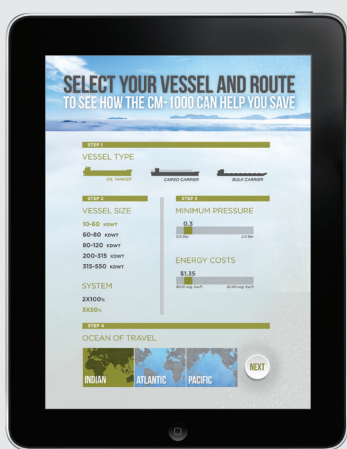 SELECT YOUR VESSEL AND ROUTE
TO SEE HOW THE CM-1000 CAN HELP YOU SAVE
STEP 1
VESSEL TYPE
OIL TANKER
CARGO CARRIER
BULK CARRIER
STEP 2
VESSEL SIZE
10-60 KDWT
60-80 KDWT
80-120 KDWT
200-315 KDWT
315-550 KDWT
SYSTEM
2X100%
3X50%
STEP 3
MINIMUM PRESSURE
0.3
ENERGY COSTS
$1.35
STEP 4
OCEAN OF TRAVEL
INDIAN
ATLANTIC
PACIFIC
NEXT